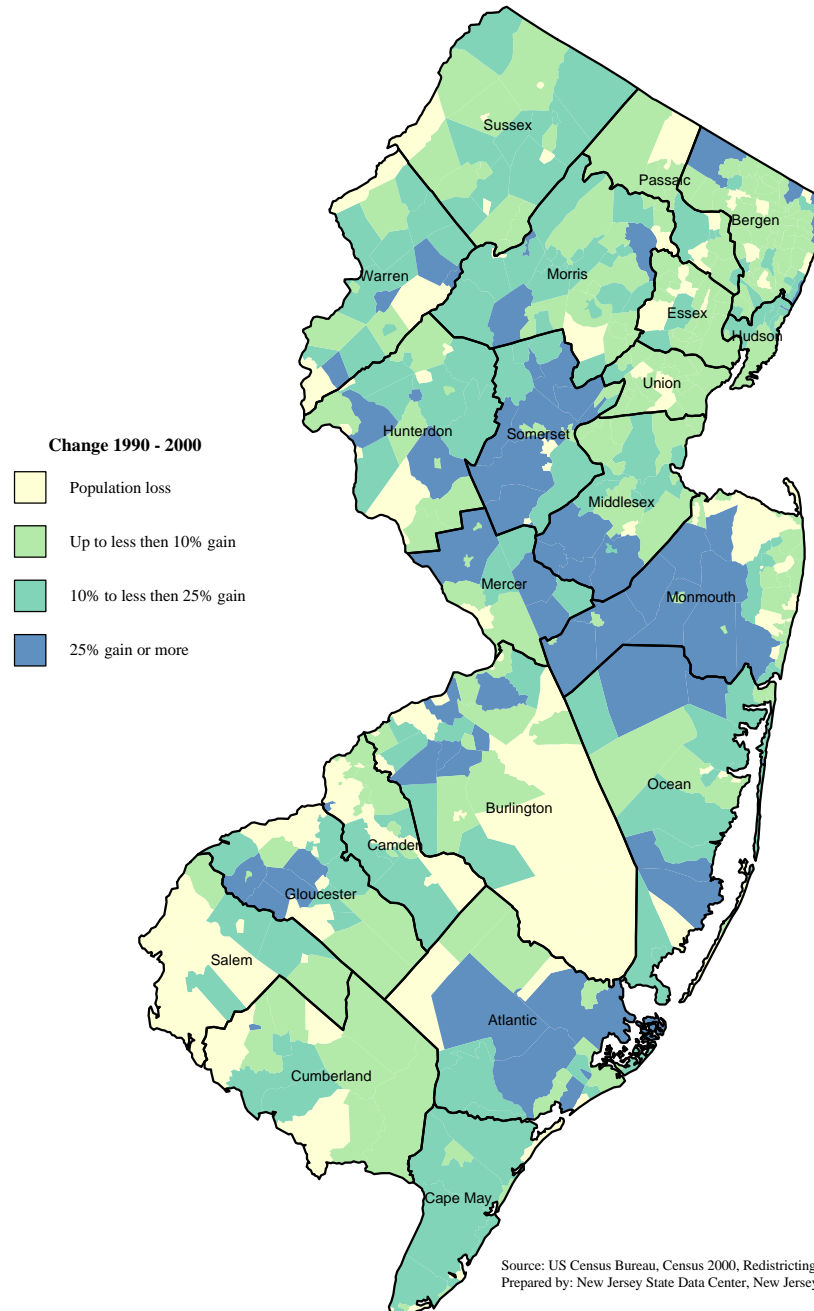 Sussex
Passaic
Bergen
Warren
Morris
Essex
Hudson
Union
Hunterdon
Somerset
Change 1990 - 2000
Population loss
Up to less then 10% gain
10% to less then 25% gain
25% gain or more
Middlesex
Mercer
Monmouth
Ocean
Burlington
Camden
Gloucester
Salem
Atlantic
Cumberland
Cape May
Source: US Census Bureau, Census 2000, Redistricting
Prepared by: New Jersey State Data Center, New Jersey